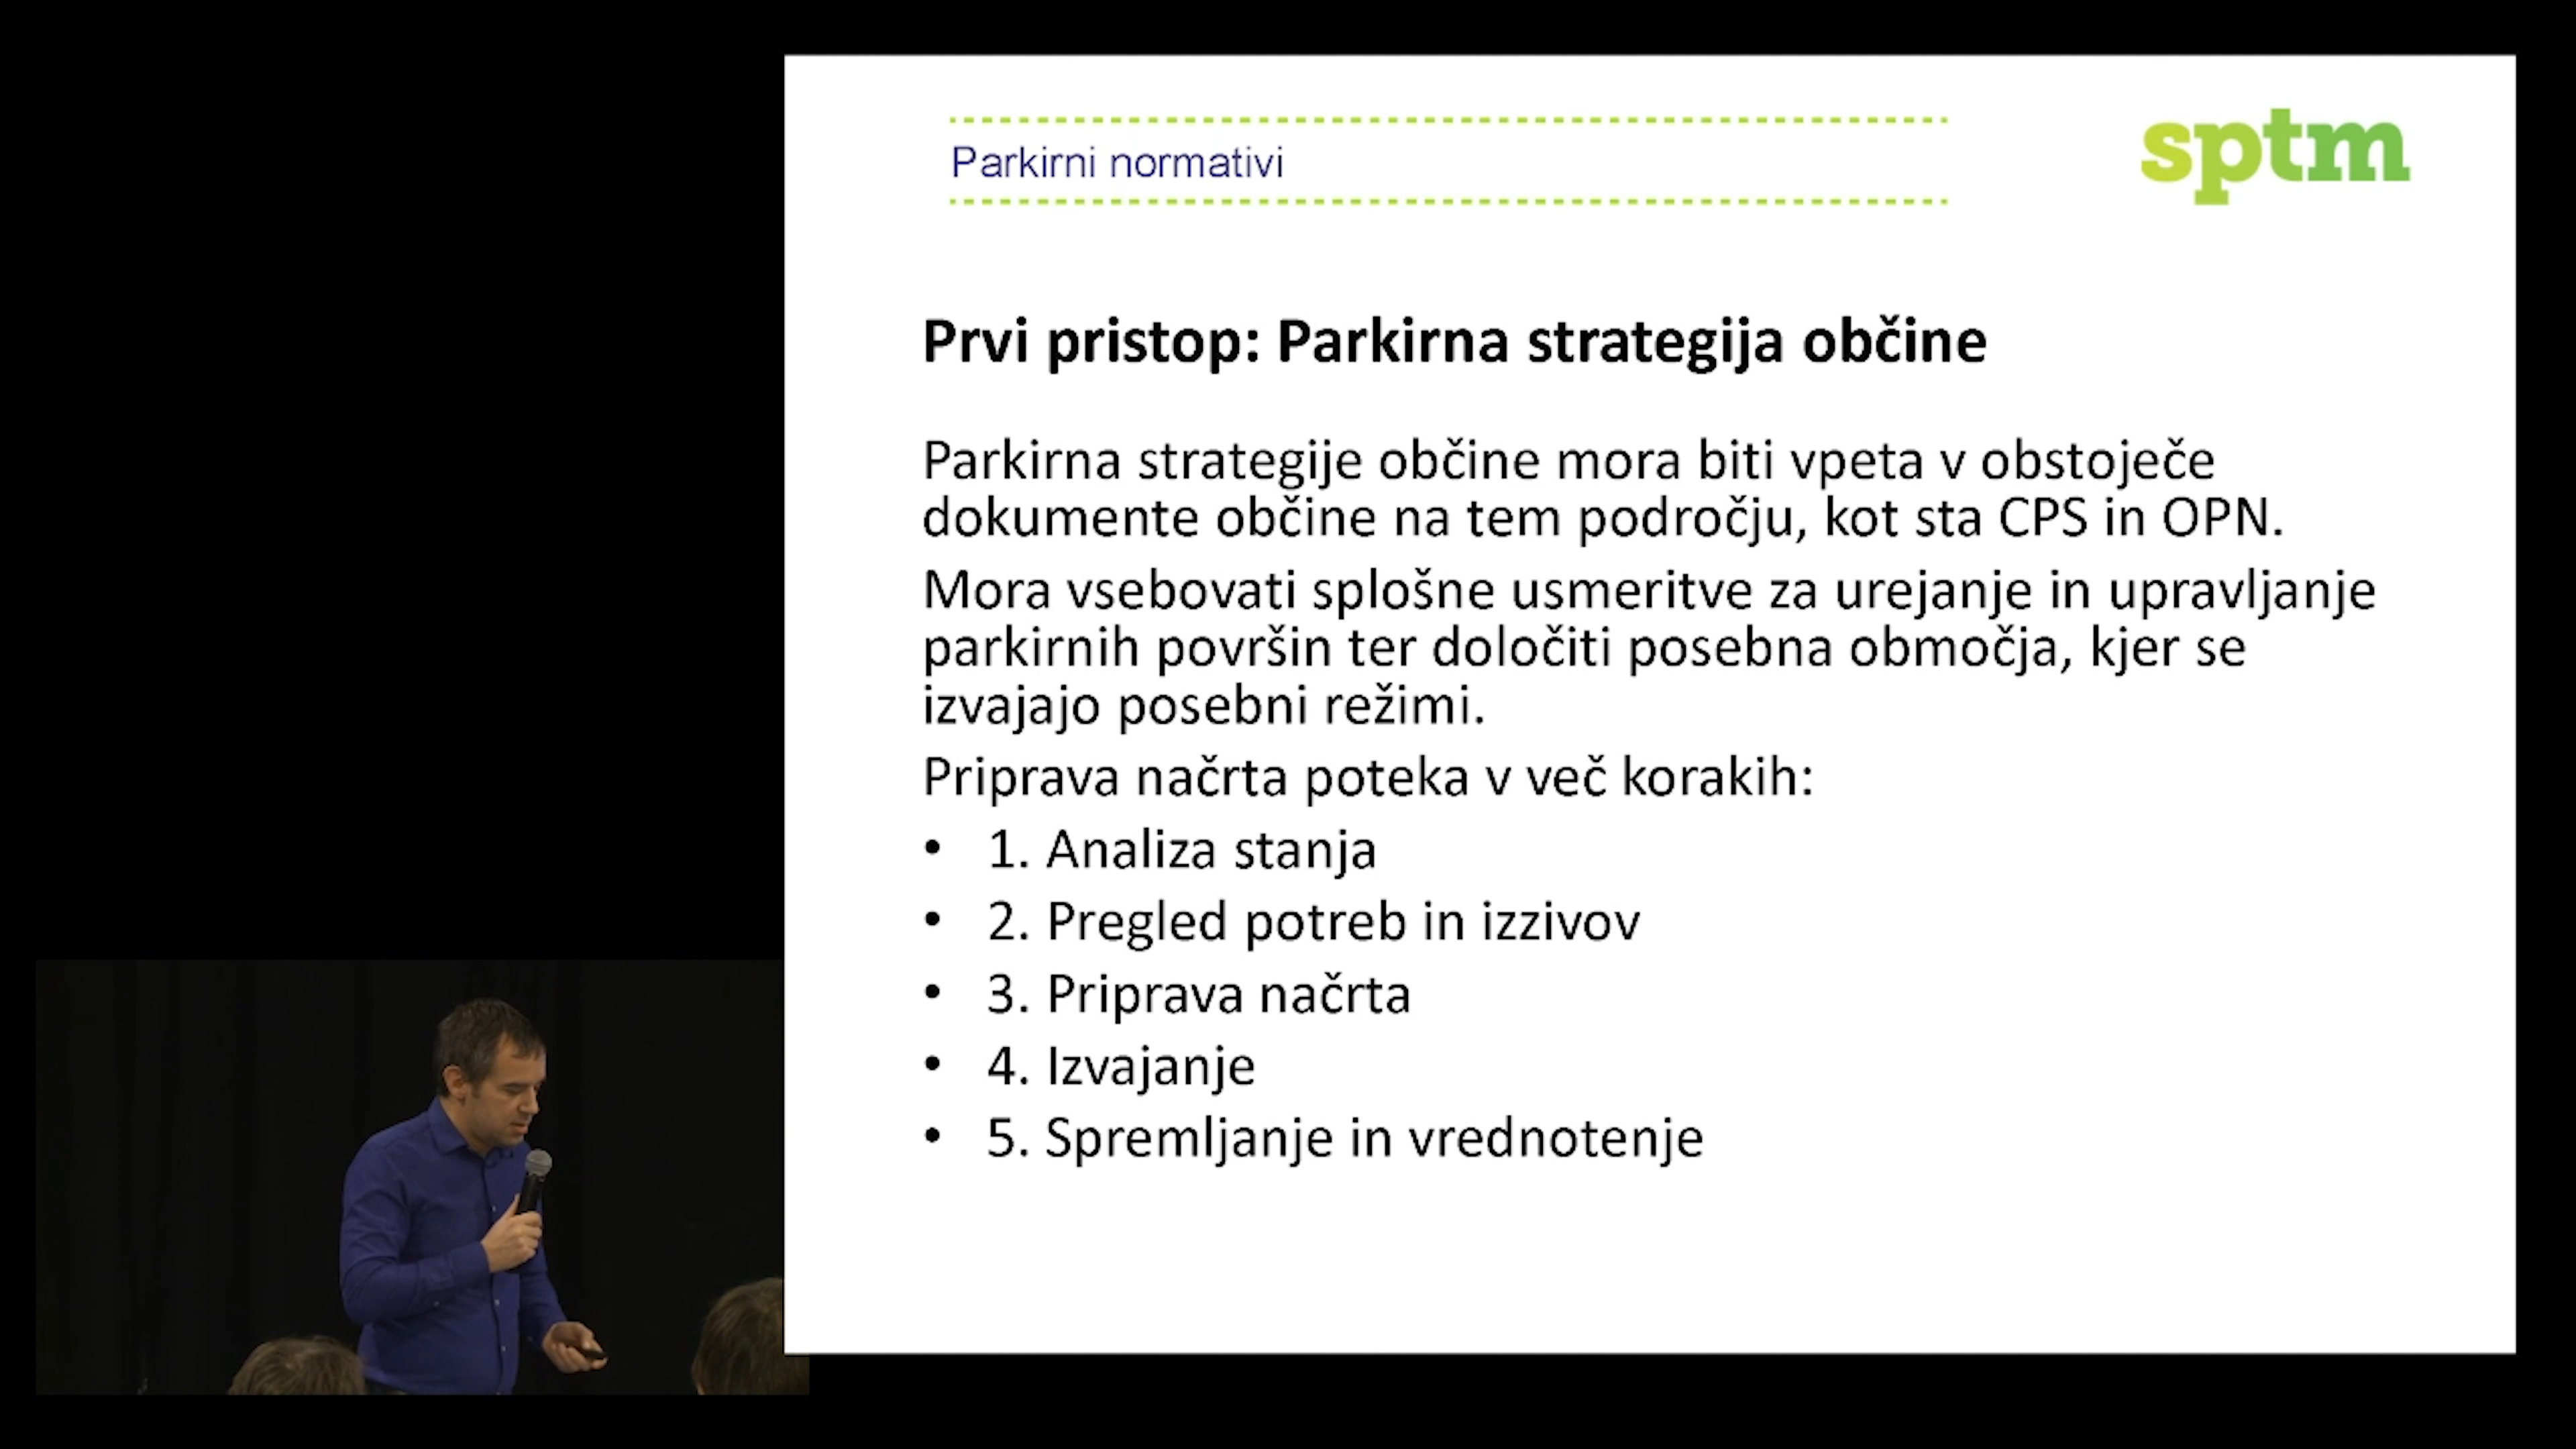 Parkirni normativi
sptm
Prvi pristop: Parkirna strategija občine
Parkirna strategije občine mora biti vpeta v obstoječe
dokumente občine na tem področju, kot sta CPS in OPN.
Mora vsebovati splošne usmeritve za urejanje in upravljanje
parkirnih površin ter določiti posebna območja, kjer se
izvajajo posebni režimi.
Priprava načrta poteka v več korakih:
• 1. Analiza stanja
• 2. Pregled potreb in izzivov
• 3. Priprava načrta
• 4. Izvajanje
• 5. Spremljanje in vrednotenje